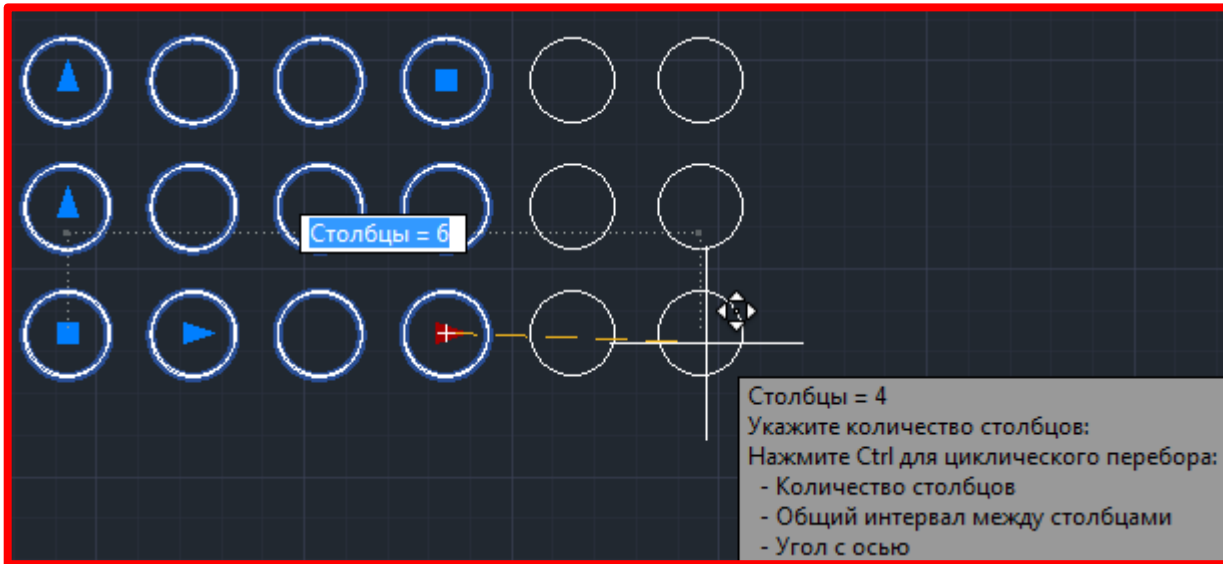 Столбцы = 6
Столбцы = 4
Укажите количество столбцов:
Нажмите Ctrl для циклического перебора:
- Количество столбцов
- Общий интервал между столбцами
- Угол с осью